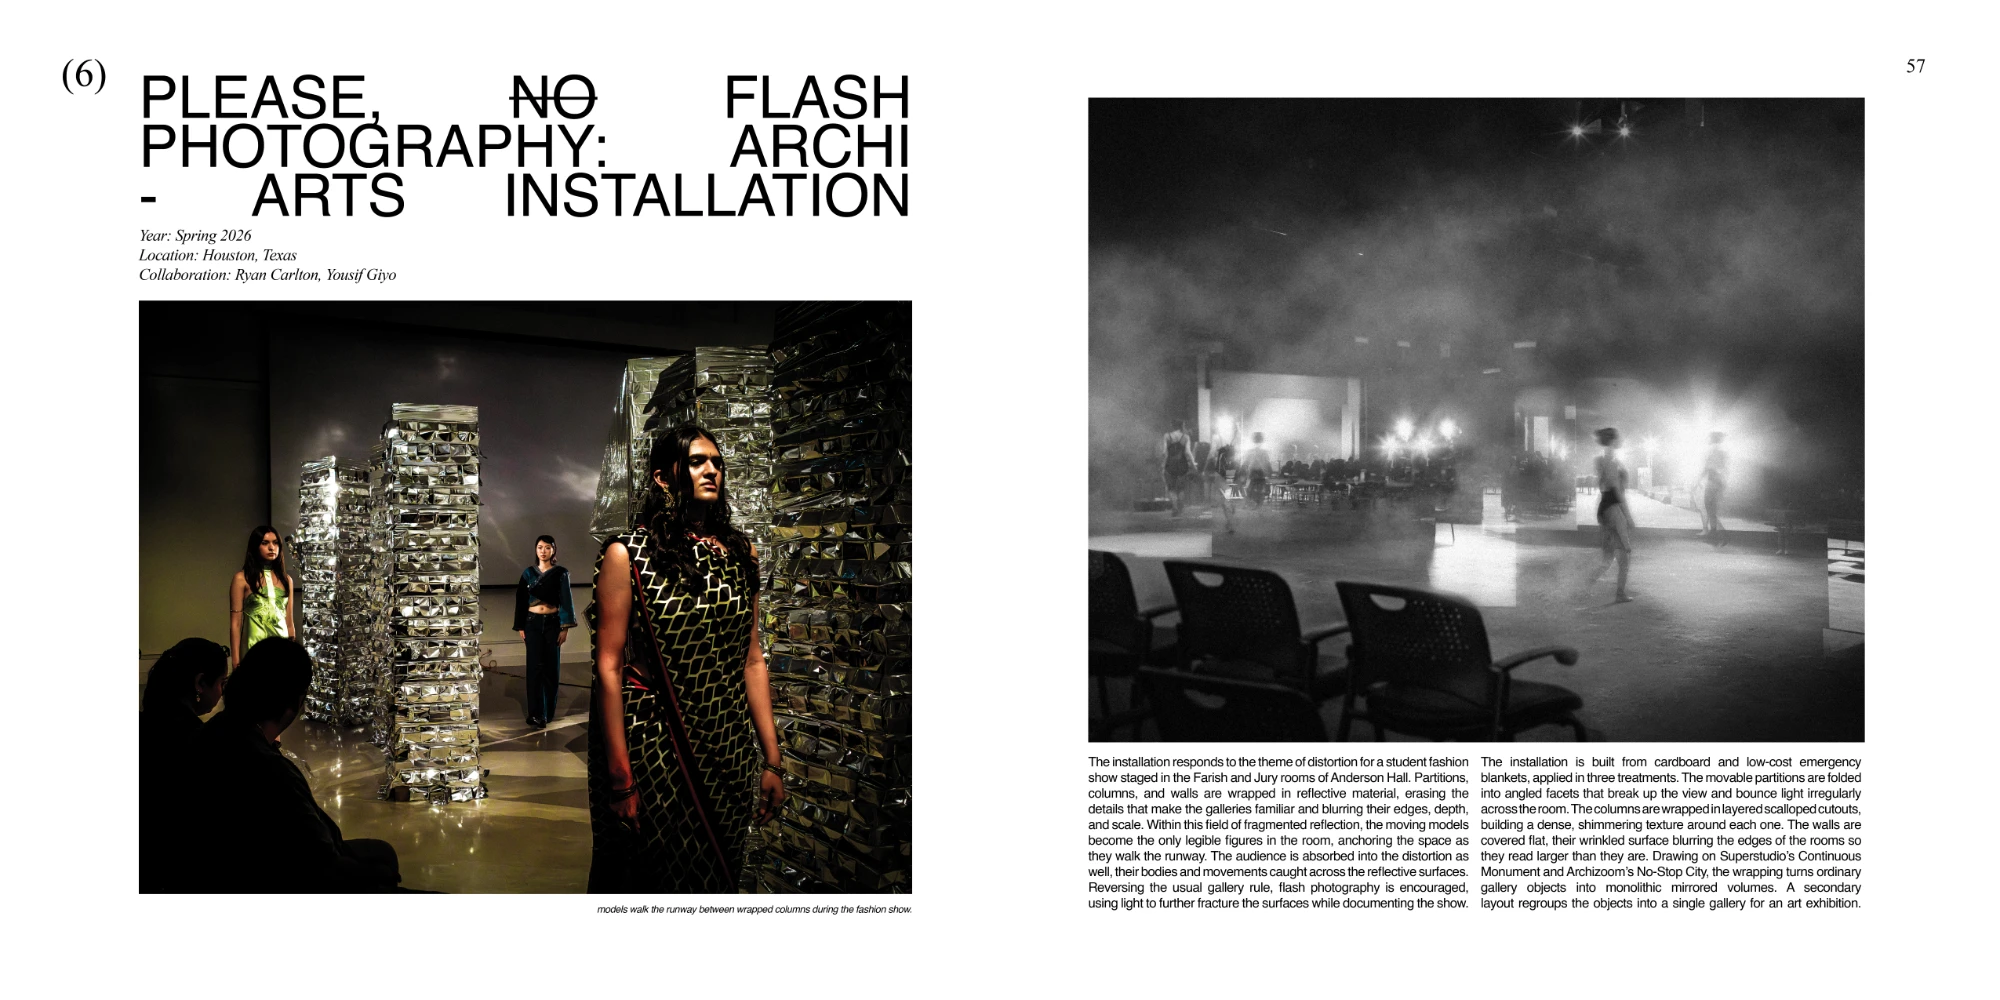 (6)
PLEASE, NO FLASH
PHOTOGRAPHY: ARCHI
- ARTS INSTALLATION
Year: Spring 2026
Location: Houston, Texas
Collaboration: Ryan Carlton, Yousif Giyo
models walk the runway between wrapped columns during the fashion show.
57
The installation responds to the theme of distortion for a student fashion
show staged in the Farish and Jury rooms of Anderson Hall. Partitions,
columns, and walls are wrapped in reflective material, erasing the
details that make the galleries familiar and blurring their edges, depth,
and scale. Within this field of fragmented reflection, the moving models
become the only legible figures in the room, anchoring the space as
they walk the runway. The audience is absorbed into the distortion as
well, their bodies and movements caught across the reflective surfaces.
Reversing the usual gallery rule, flash photography is encouraged,
using light to further fracture the surfaces while documenting the show.
The installation is built from cardboard and low-cost emergency
blankets, applied in three treatments. The movable partitions are folded
into angled facets that break up the view and bounce light irregularly
across the room. The columns are wrapped in layered scalloped cutouts,
building a dense, shimmering texture around each one. The walls are
covered flat, their wrinkled surface blurring the edges of the rooms so
they read larger than they are. Drawing on Superstudio's Continuous
Monument and Archizoom's No-Stop City, the wrapping turns ordinary
gallery objects into monolithic mirrored volumes. A secondary
layout regroups the objects into a single gallery for an art exhibition.